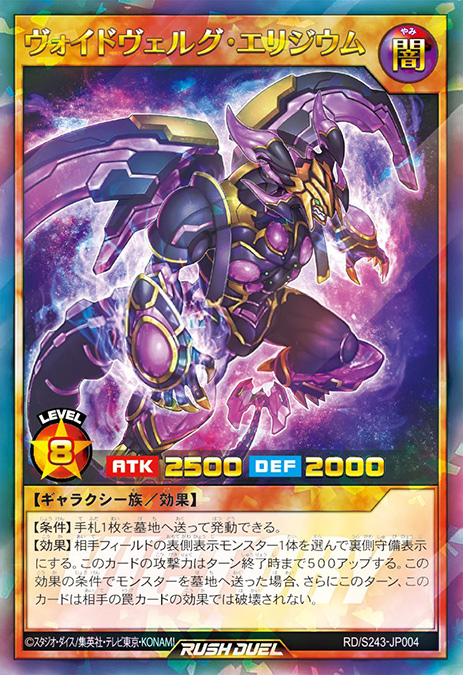 ヴォイドヴェルグ・エリジウム
やみ
闇
LEVEL
8
ATK 2500 DEF 2000
【ギャラクシー族/効果】
【条件】手札1枚を墓地へ送って発動できる。
【効果】相手フィールドの表側表示モンスター1体を選んで裏側守備表示
にする。このカードの攻撃力はターン終了時まで500アップする。この
効果の条件でモンスターを墓地へ送った場合、さらにこのターン、この
カードは相手の罠カードの効果では破壊されない。
©スタジオ・ダイス/集英社・テレビ東京・KONAMI
RUSH DUEL
RD/S243-JP004